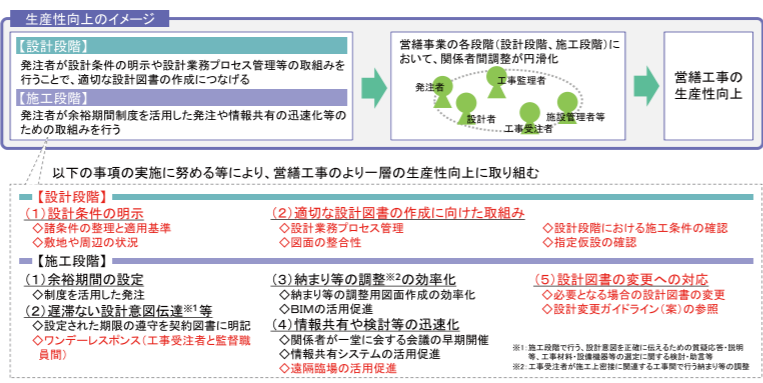 生産性向上のイメージ
【設計段階】
発注者が設計条件の明示や設計業務プロセス管理等の取組みを
行うことで、適切な設計図書の作成につなげる
【施工段階】
発注者が余裕期間制度を活用した発注や情報共有の迅速化等の
ための取組みを行う
営繕事業の各段階(設計段階、施工段階)に
おいて、関係者間調整が円滑化
発注者
工事監理者
設計者
施設管理者等
工事受注者
営繕工事の
生産性向上
以下の事項の実施に努める等により、営繕工事のより一層の生産性向上に取り組む
【設計段階】
(1)設計条件の明示
◇諸条件の整理と適用基準
◇敷地や周辺の状況
(2)適切な設計図書の作成に向けた取組み
◇設計業務プロセス管理
◇図面の整合性
◇設計段階における施工条件の確認
◇指定仮設の確認
【施工段階】
(1)余裕期間の設定
◇制度を活用した発注
(2)遅滞ない設計意図伝達※1等
◇設定された期限の遵守を契約図書に明記
◇ワンデーレスポンス(工事受注者と監督職
員間)
(3)納まり等の調整※2の効率化
◇納まり等の調整用図面作成の効率化
◇BIMの活用促進
(4)情報共有や検討等の迅速化
◇関係者が一堂に会する会議の早期開催
◇情報共有システムの活用促進
◇遠隔臨場の活用促進
(5)設計図書の変更への対応
◇必要となる場合の設計図書の変更
◇設計変更ガイドライン(案)の参照
※1:施工段階で行う、設計意図を正確に伝えるための質疑応答・説明
等、工事材料・設備機器等の選定に関する検討・助言等
※2:工事受注者が施工上密接に関連する工事間で行う納まり等の調整